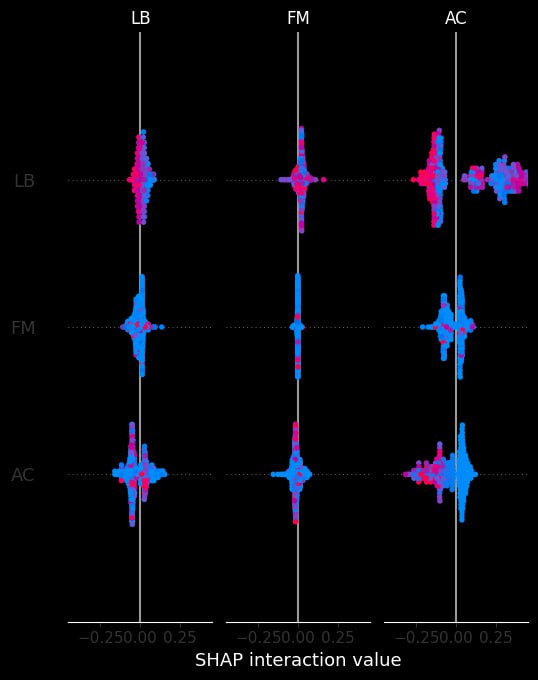 LB FM AC
LB
FM
AC
−0.250.00 0.25 −0.250.00 0.25 −0.250.00 0.25
SHAP interaction value